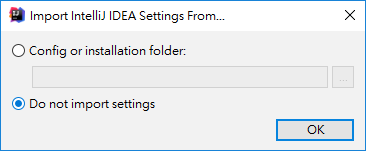 Import IntelliJ IDEA Settings From...
Config or installation folder:
...
Do not import settings
OK